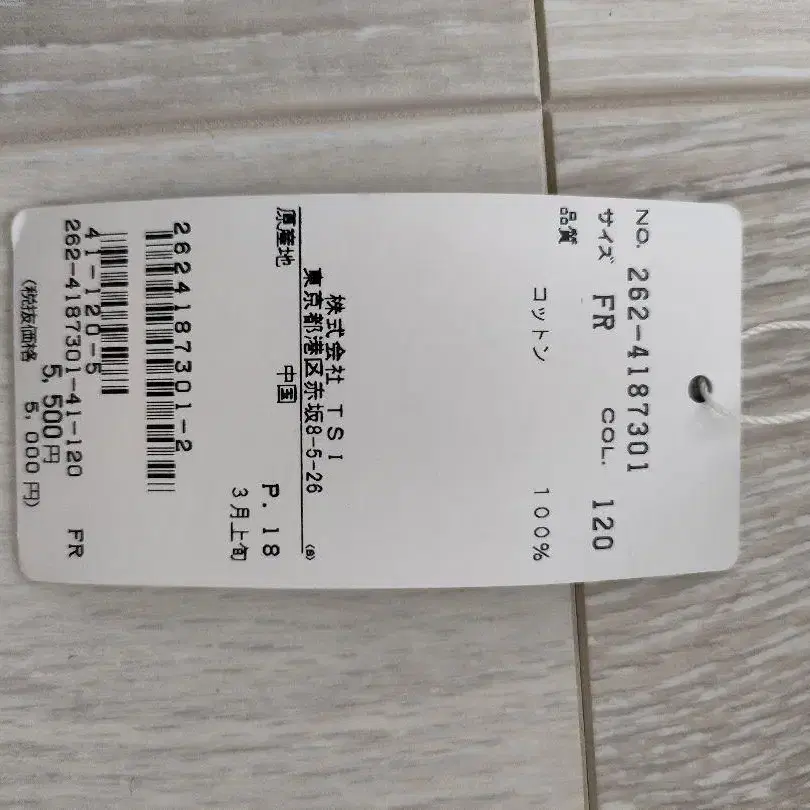 NO. 262-4187301
サイズ FR COL. 120
品質
コットン 100%
株式会社 TSI
東京都港区赤坂8-5-26 (S)
原産地 中国 P.18
3月上旬
2624187301-2
41-120-5
262-4187301-41-120 FR
5,500円
(税抜価格 5,000円)